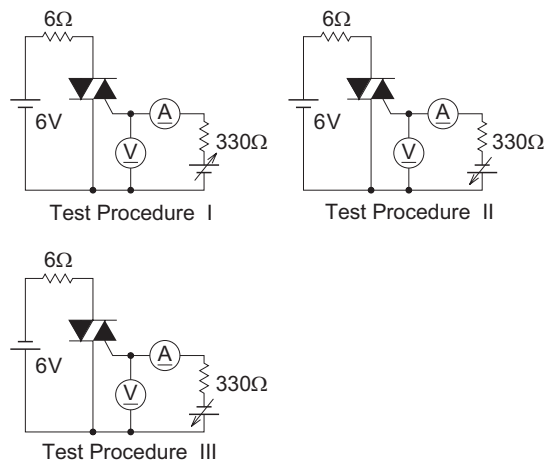 6Ω
6V
A
V
330Ω
Test Procedure I
6Ω
6V
A
V
330Ω
Test Procedure II
6Ω
6V
A
V
330Ω
Test Procedure III